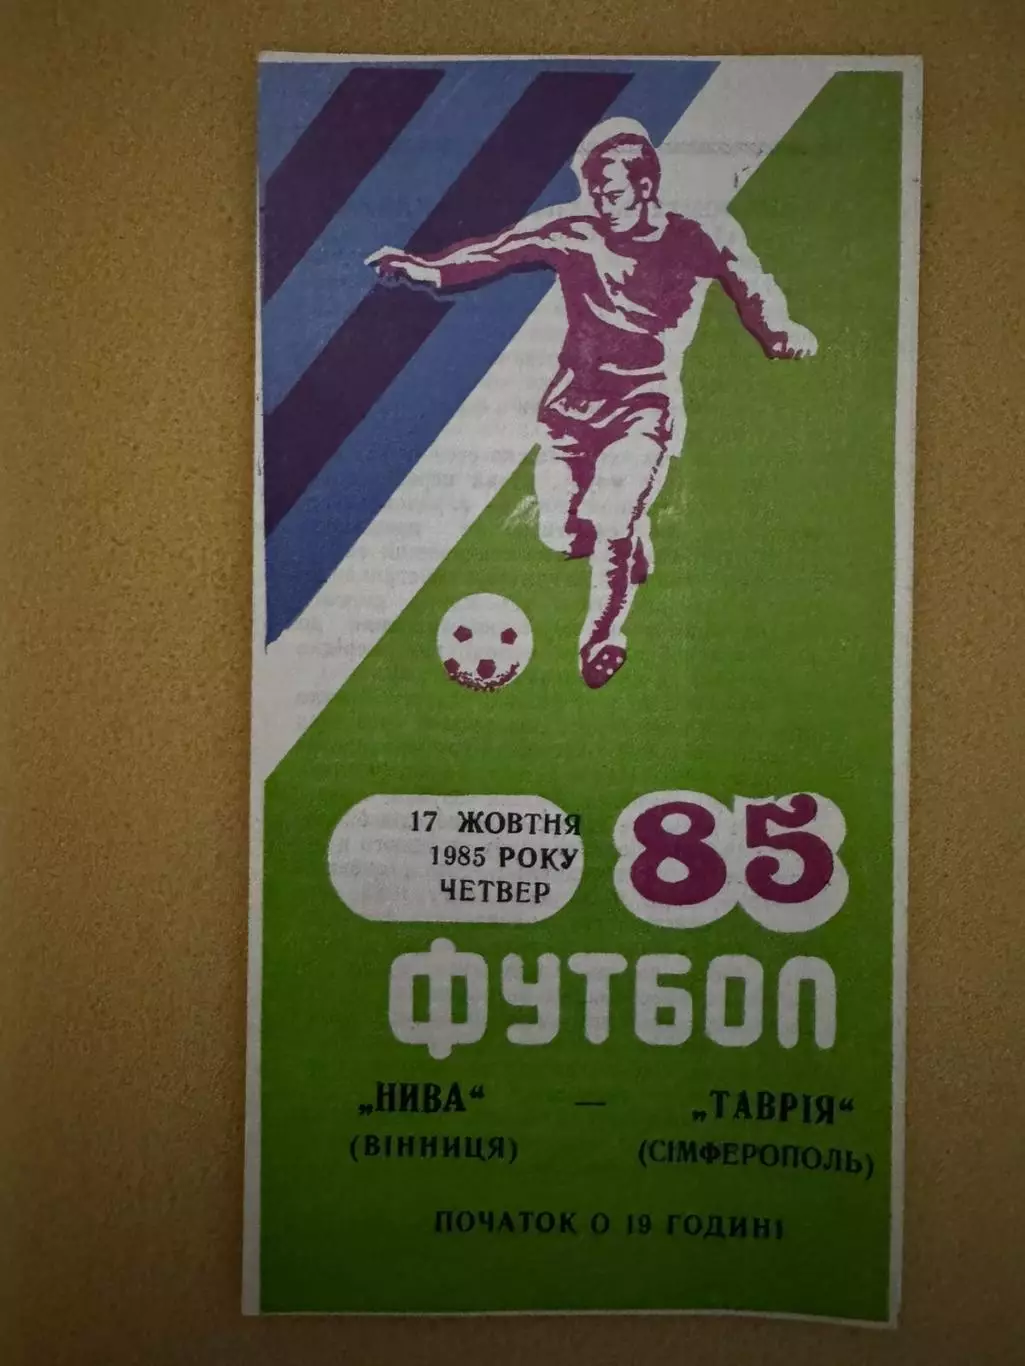 17 ЖОВТНЯ
1985 РОКУ
ЧЕТВЕР
85
ФУТБОЛ
„НИВА“ — „ТАВРІЯ“
(ВІННИЦЯ) (СІМФЕРОПОЛЬ)
ПОЧАТОК О 19 ГОДИНІ